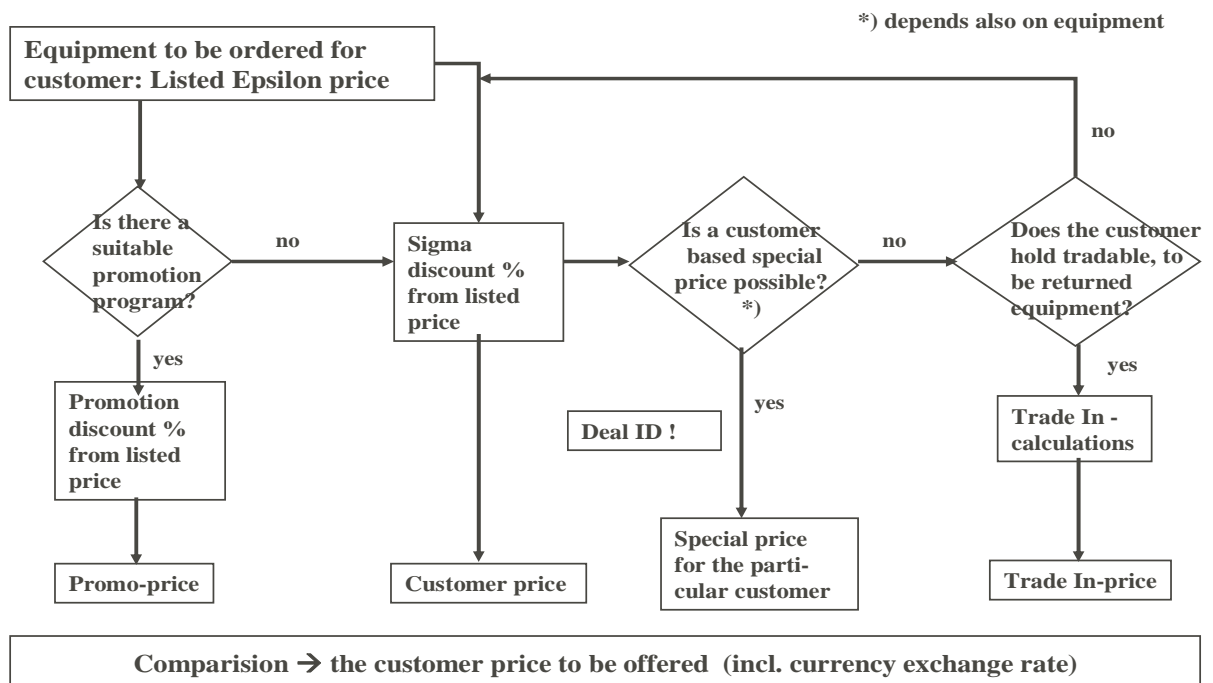 *) depends also on equipment
Equipment to be ordered for
customer: Listed Epsilon price
no
Is there a
suitable
promotion
program?
no
Sigma
discount %
from listed
price
Is a customer
based special
price possible?
*)
no
Does the customer
hold tradable, to
be returned
equipment?
yes
Promotion
discount %
from listed
price
Deal ID !
yes
yes
Trade In -
calculations
Promo-price
Customer price
Special price
for the parti-
cular customer
Trade In-price
Comparision → the customer price to be offered (incl. currency exchange rate)